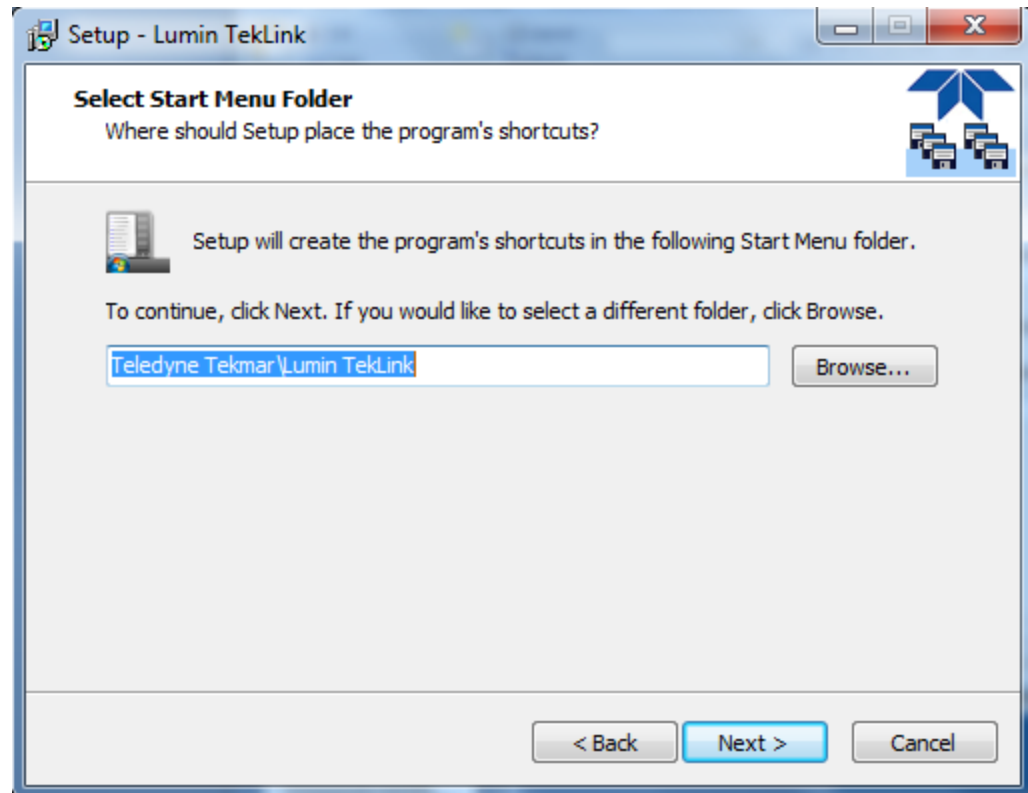 Setup - Lumin TekLink
Select Start Menu Folder
Where should Setup place the program's shortcuts?
Setup will create the program's shortcuts in the following Start Menu folder.
To continue, click Next. If you would like to select a different folder, click Browse.
Teledyne Tekmar\Lumin TekLink
Browse...
< Back
Next >
Cancel